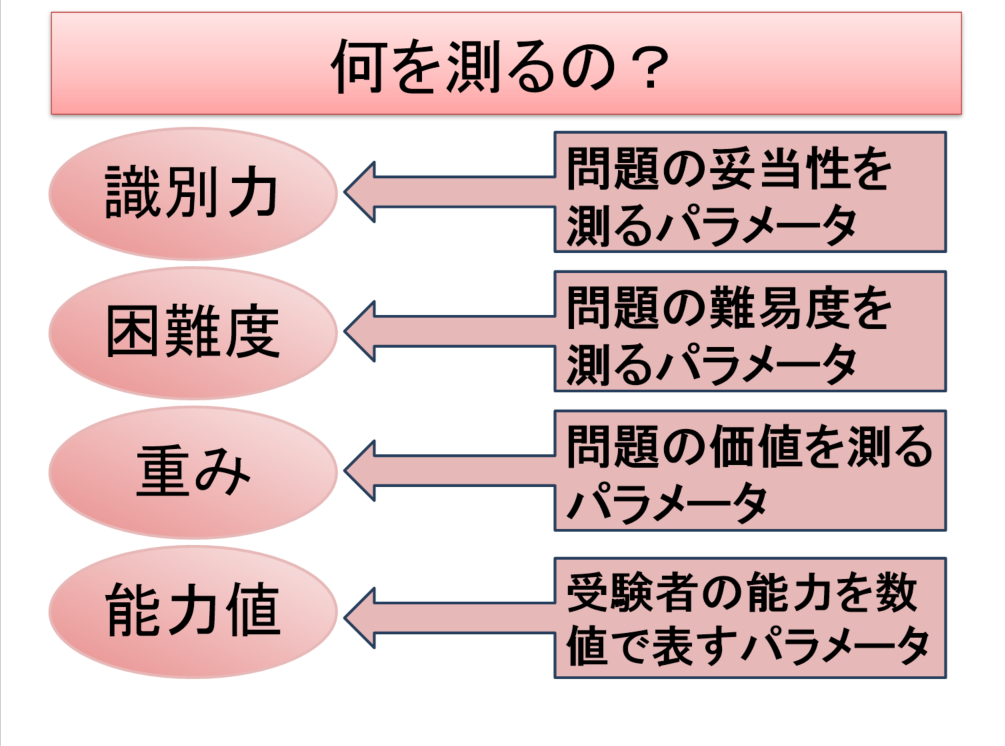 何を測るの？
識別力
問題の妥当性を
測るパラメータ
困難度
問題の難易度を
測るパラメータ
重み
問題の価値を測る
パラメータ
能力値
受験者の能力を数
値で表すパラメータ